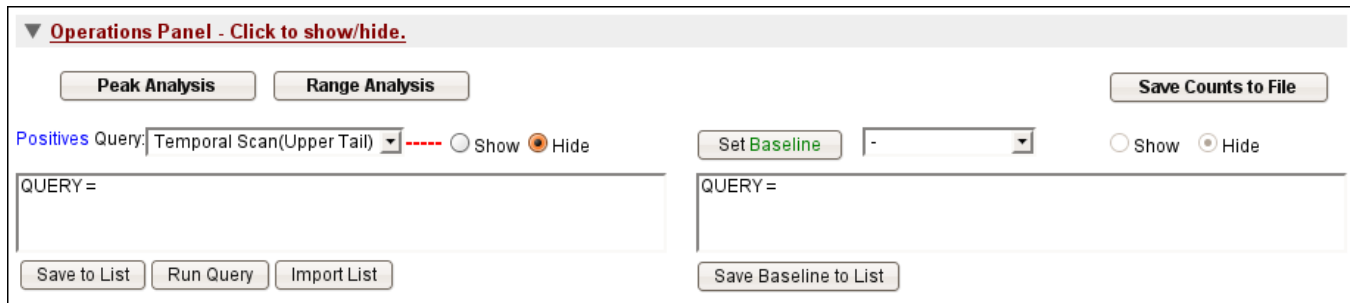 Operations Panel - Click to show/hide.
Peak Analysis Range Analysis Save Counts to File
Positives Query: Temporal Scan(Upper Tail) ----- Show Hide Set Baseline - Show Hide
QUERY = QUERY =
Save to List Run Query Import List Save Baseline to List